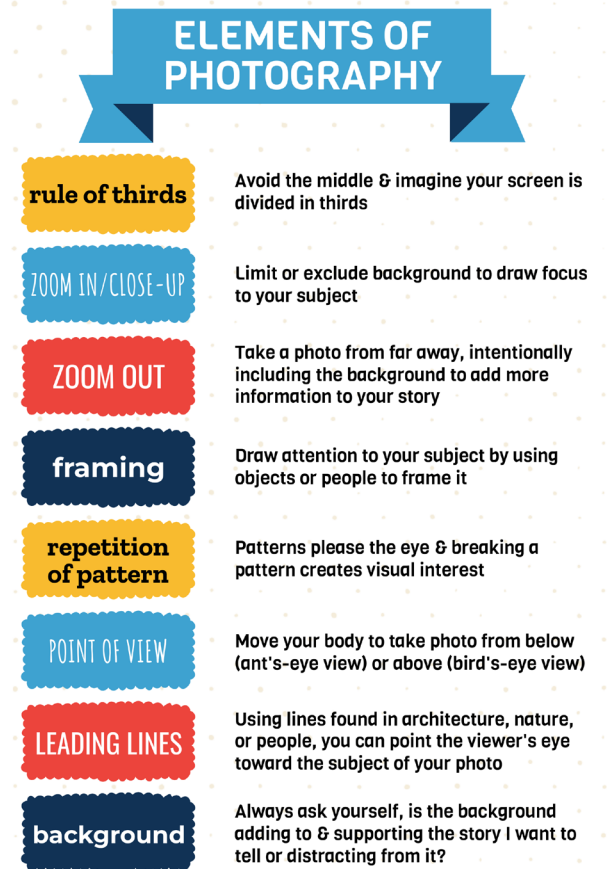 ELEMENTS OF
PHOTOGRAPHY
rule of thirds
Avoid the middle & imagine your screen is
divided in thirds
ZOOM IN/CLOSE-UP
Limit or exclude background to draw focus
to your subject
ZOOM OUT
Take a photo from far away, intentionally
including the background to add more
information to your story
framing
Draw attention to your subject by using
objects or people to frame it
repetition
of pattern
Patterns please the eye & breaking a
pattern creates visual interest
POINT OF VIEW
Move your body to take photo from below
(ant's-eye view) or above (bird's-eye view)
LEADING LINES
Using lines found in architecture, nature,
or people, you can point the viewer's eye
toward the subject of your photo
background
Always ask yourself, is the background
adding to & supporting the story I want to
tell or distracting from it?